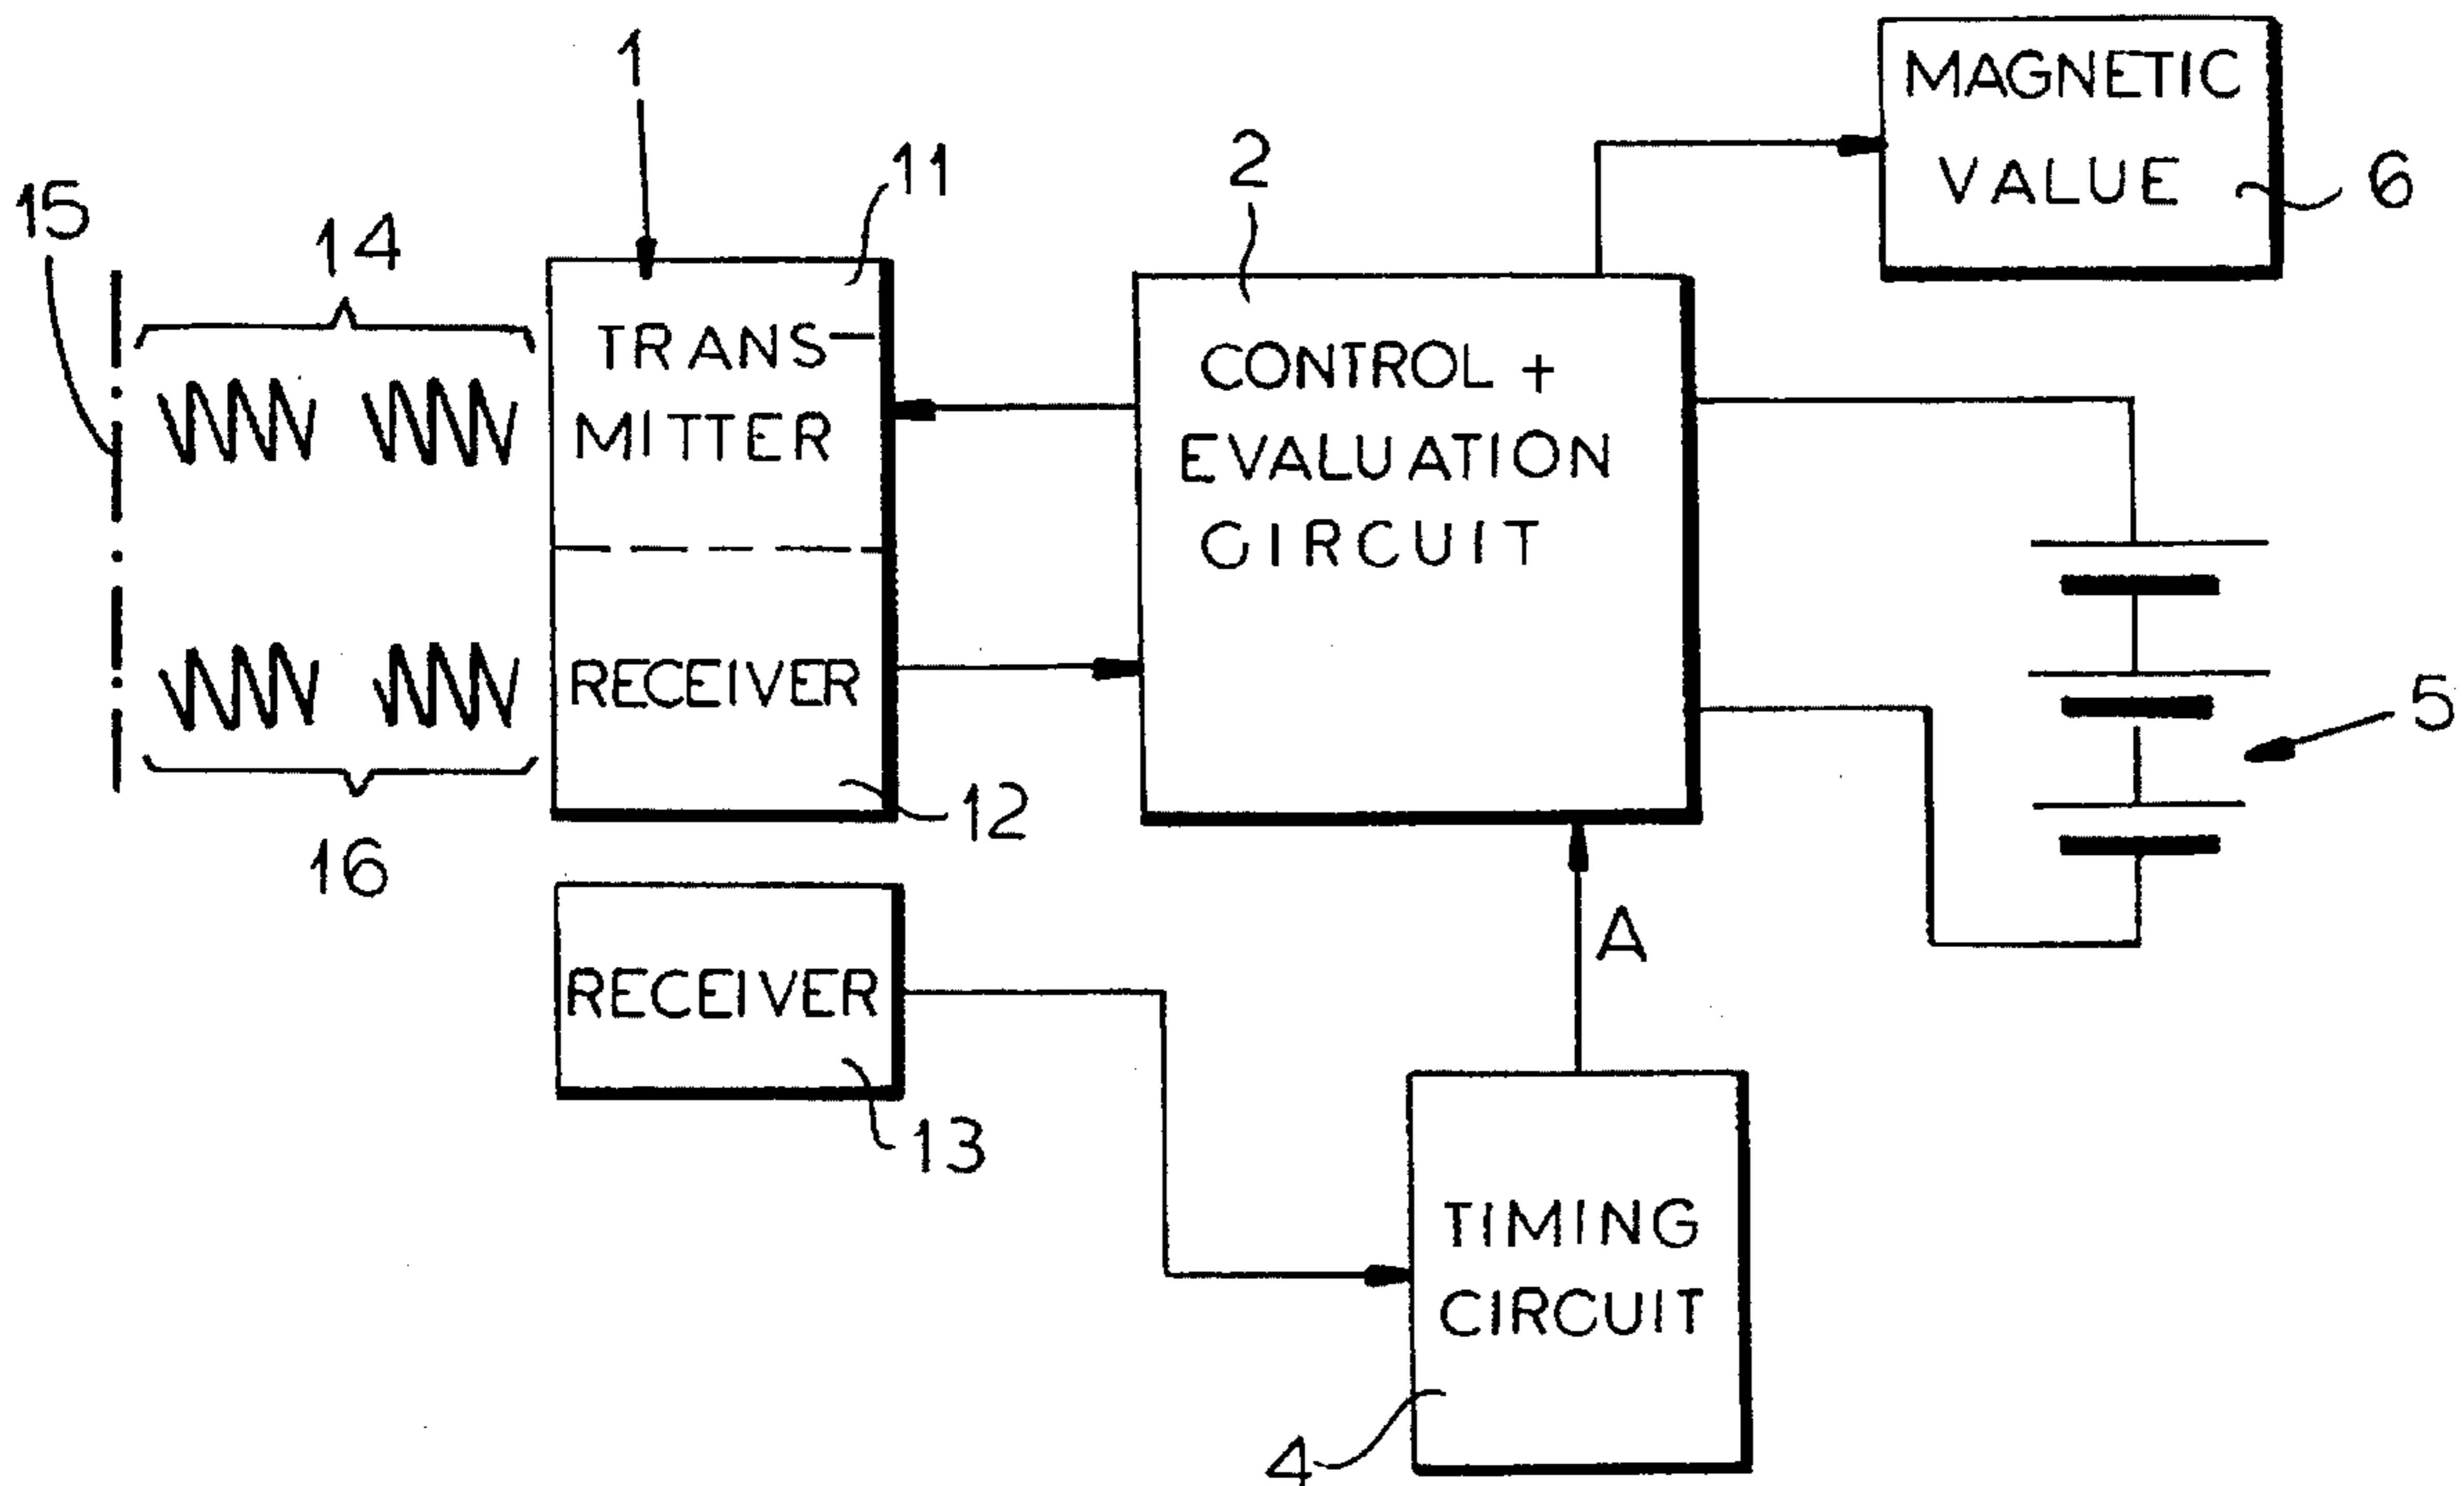 1
11
15
14
2
MAGNETIC
VALUE
6
TRANS-
MITTER
CONTROL +
EVALUATION
CIRCUIT
RECEIVER
5
12
16
A
RECEIVER
13
TIMING
CIRCUIT
4